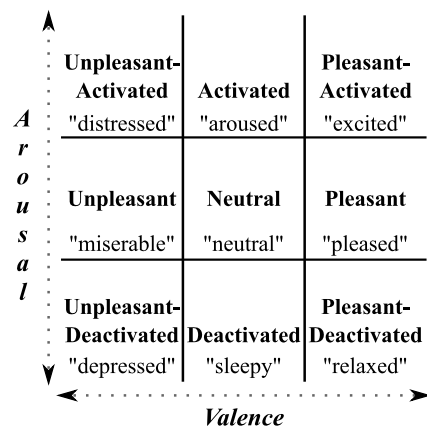 Unpleasant-
Activated
"distressed"
Activated
"aroused"
Pleasant-
Activated
"excited"
Unpleasant
"miserable"
Neutral
"neutral"
Pleasant
"pleased"
Unpleasant-
Deactivated
"depressed"
Deactivated
"sleepy"
Pleasant-
Deactivated
"relaxed"
Arousal
Valence